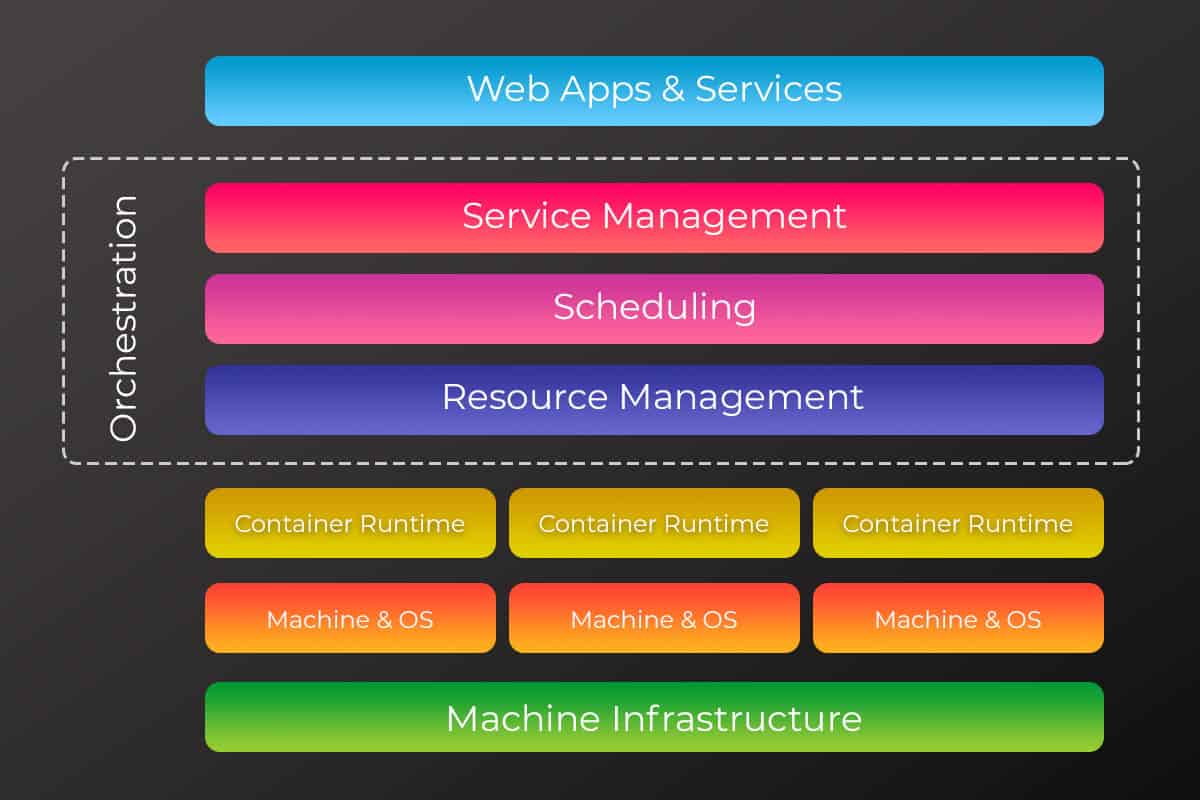 Web Apps & Services
Orchestration
Service Management
Scheduling
Resource Management
Container Runtime
Container Runtime
Container Runtime
Machine & OS
Machine & OS
Machine & OS
Machine Infrastructure